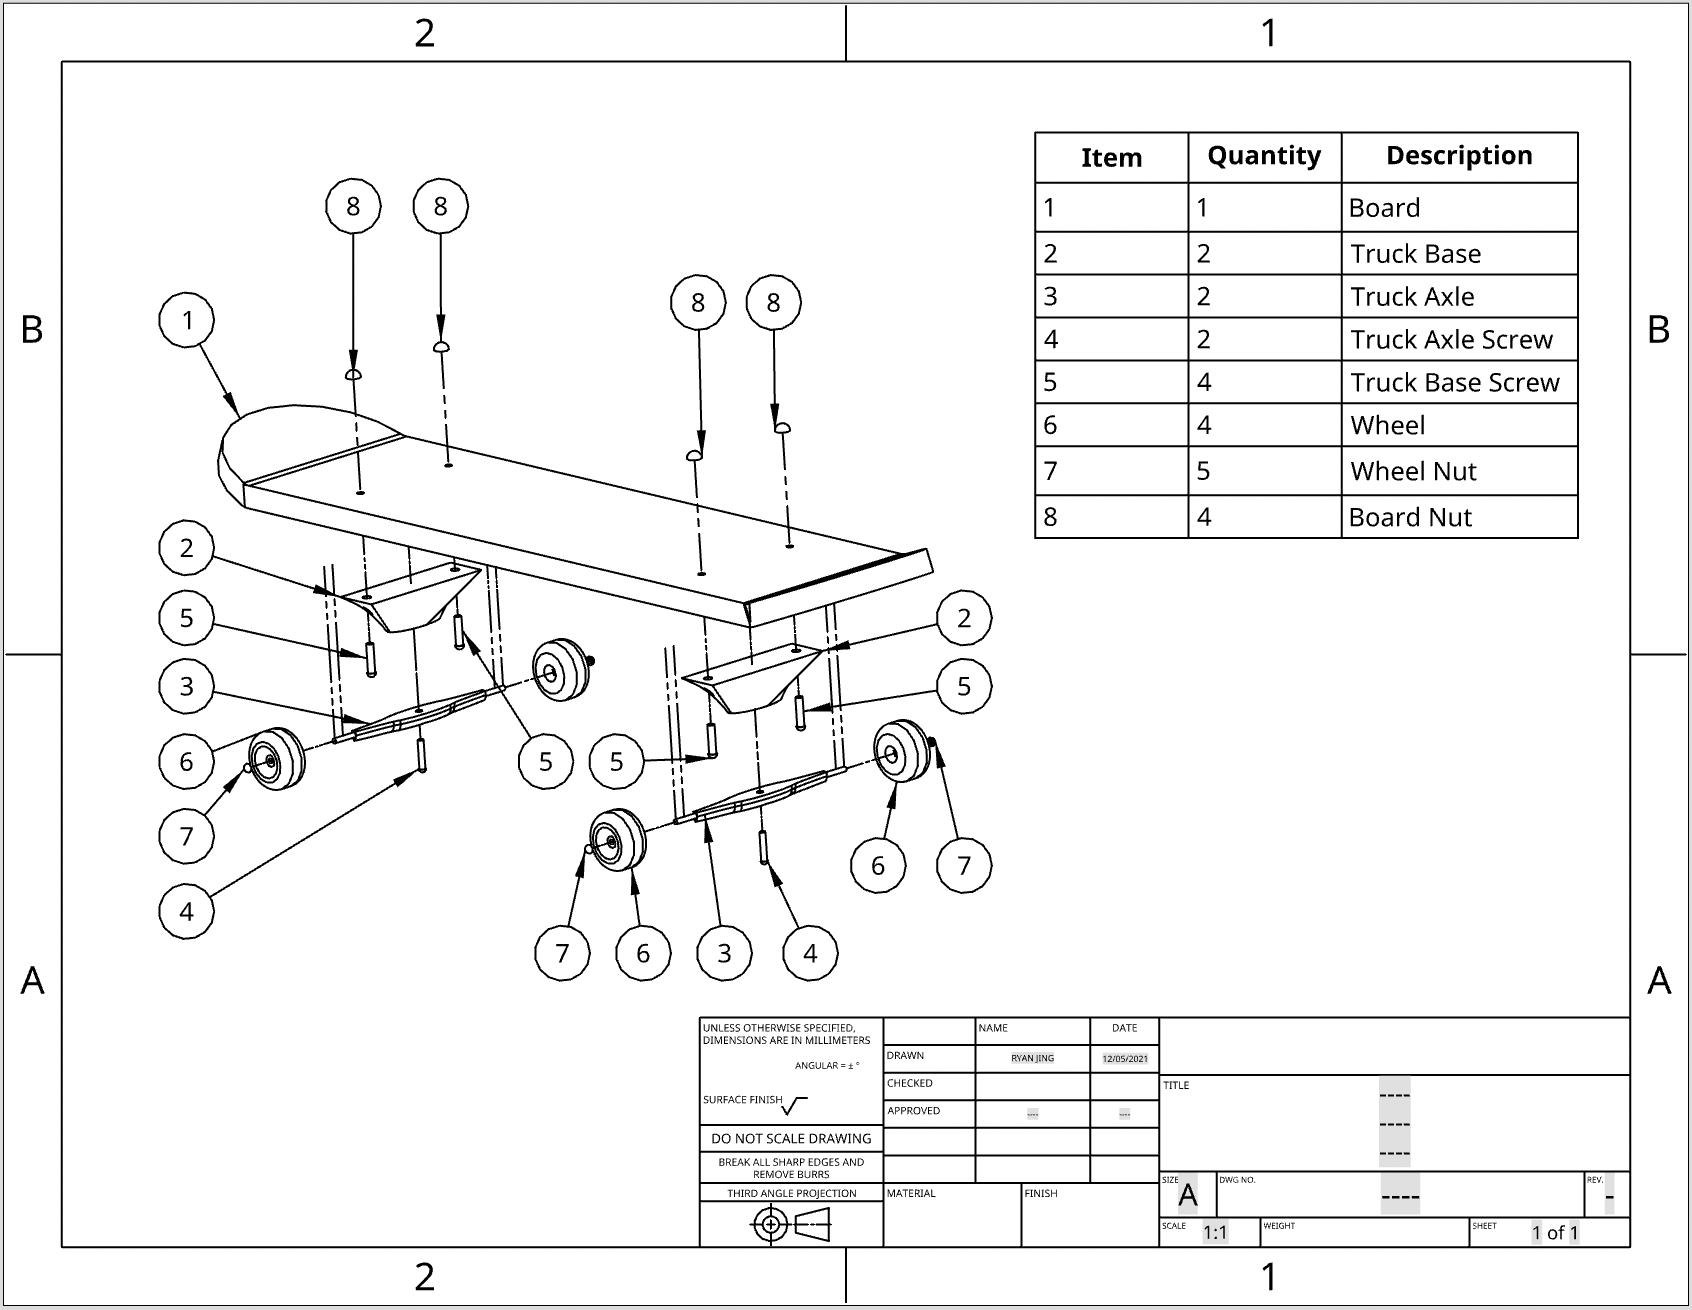 2 1
8 8
8 8
1
B B
Item Quantity Description
1 1 Board
2 2 Truck Base
3 2 Truck Axle
4 2 Truck Axle Screw
5 4 Truck Base Screw
6 4 Wheel
7 5 Wheel Nut
8 4 Board Nut
2
5 2
3 5
6 5 5
7
6 7
4
7 6 3 4
A A
UNLESS OTHERWISE SPECIFIED,
DIMENSIONS ARE IN MILLIMETERS
ANGULAR = ± °
SURFACE FINISH
DO NOT SCALE DRAWING
BREAK ALL SHARP EDGES AND
REMOVE BURRS
THIRD ANGLE PROJECTION
NAME DATE
DRAWN RYAN JING 12/05/2021
CHECKED
APPROVED ---- ----
MATERIAL FINISH
TITLE
----
----
----
SIZE A DWG NO. ---- REV. -
SCALE 1:1 WEIGHT SHEET 1 of 1
2 1